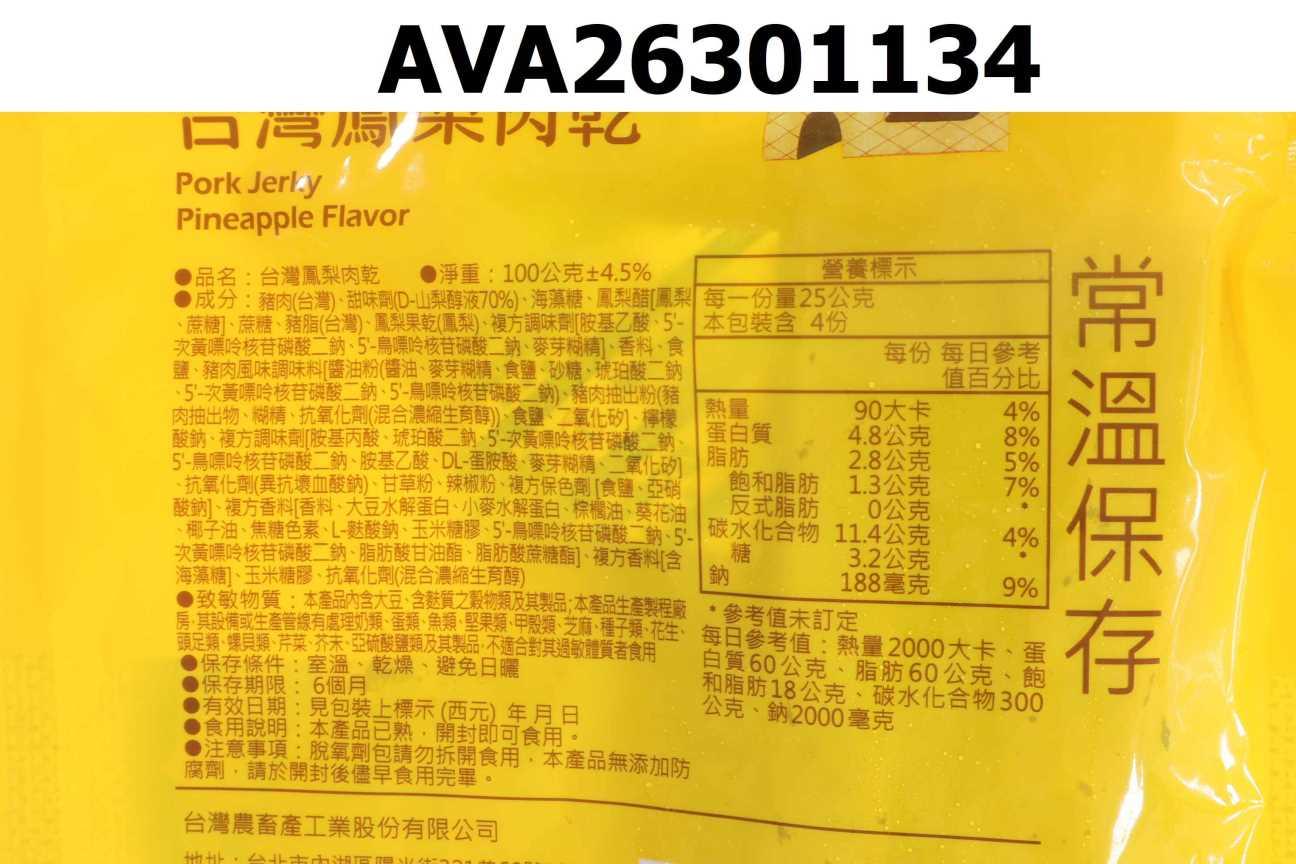 AVA26301134
台灣鳳梨肉乾
Pork Jerky
Pineapple Flavor
●品名：台灣鳳梨肉乾 ●淨重：100公克±4.5%
●成分：豬肉(台灣)、甜味劑(D-山梨醇液70%)、海藻糖、鳳梨醋[鳳梨
、蔗糖]、蔗糖、豬脂(台灣)、鳳梨果乾(鳳梨)、複方調味劑[胺基乙酸、5'-
次黃嘌呤核苷磷酸二鈉、5'-鳥嘌呤核苷磷酸二鈉、麥芽糊精]、香料、食
鹽、豬肉風味調味料[醬油粉(醬油、麥芽糊精、食鹽、砂糖、琥珀酸二鈉
、5'-次黃嘌呤核苷磷酸二鈉、5'-鳥嘌呤核苷磷酸二鈉)、豬肉抽出粉(豬
肉抽出物、糊精、抗氧化劑(混合濃縮生育醇))、食鹽、二氧化矽]、檸檬
酸鈉、複方調味劑[胺基丙酸、琥珀酸二鈉、5'-次黃嘌呤核苷磷酸二鈉、
5'-鳥嘌呤核苷磷酸二鈉、胺基乙酸、DL-蛋胺酸、麥芽糊精、二氧化矽]
、抗氧化劑(異抗壞血酸鈉)、甘草粉、辣椒粉、複方保色劑[食鹽、亞硝
酸鈉]、複方香料[香料、大豆水解蛋白、小麥水解蛋白、棕櫚油、葵花油
、椰子油、焦糖色素、L-麩酸鈉、玉米糖膠、5'-鳥嘌呤核苷磷酸二鈉、5'-
次黃嘌呤核苷磷酸二鈉、脂肪酸甘油酯、脂肪酸蔗糖酯]、複方香料[含
海藻糖]、玉米糖膠、抗氧化劑(混合濃縮生育醇)
●致敏物質：本產品內含大豆、含麩質之穀物類及其製品;本產品生產製程廠
房,其設備或生產管線有處理奶類、蛋類、魚類、堅果類、甲殼類、芝麻、種子類、花生、
頭足類、螺貝類、芹菜、芥末、亞硫酸鹽類及其製品,不適合對其過敏體質者食用
●保存條件：室溫、乾燥、避免日曬
●保存期限：6個月
●有效日期：見包裝上標示(西元) 年月日
●食用說明：本產品已熟，開封即可食用。
●注意事項：脫氧劑包請勿拆開食用，本產品無添加防
腐劑，請於開封後儘早食用完畢。
營養標示
每一份量25公克
本包裝含 4份
每份 每日參考
值百分比
熱量 90大卡 4%
蛋白質 4.8公克 8%
脂肪 2.8公克 5%
飽和脂肪 1.3公克 7%
反式脂肪 0公克 *
碳水化合物 11.4公克 4%
糖 3.2公克 *
鈉 188毫克 9%
*參考值未訂定
每日參考值：熱量2000大卡、蛋
白質60公克、脂肪60公克、飽
和脂肪18公克、碳水化合物300
公克、鈉2000毫克
常溫保存
台灣農畜產工業股份有限公司
地址：台北市內湖區陽光街321巷